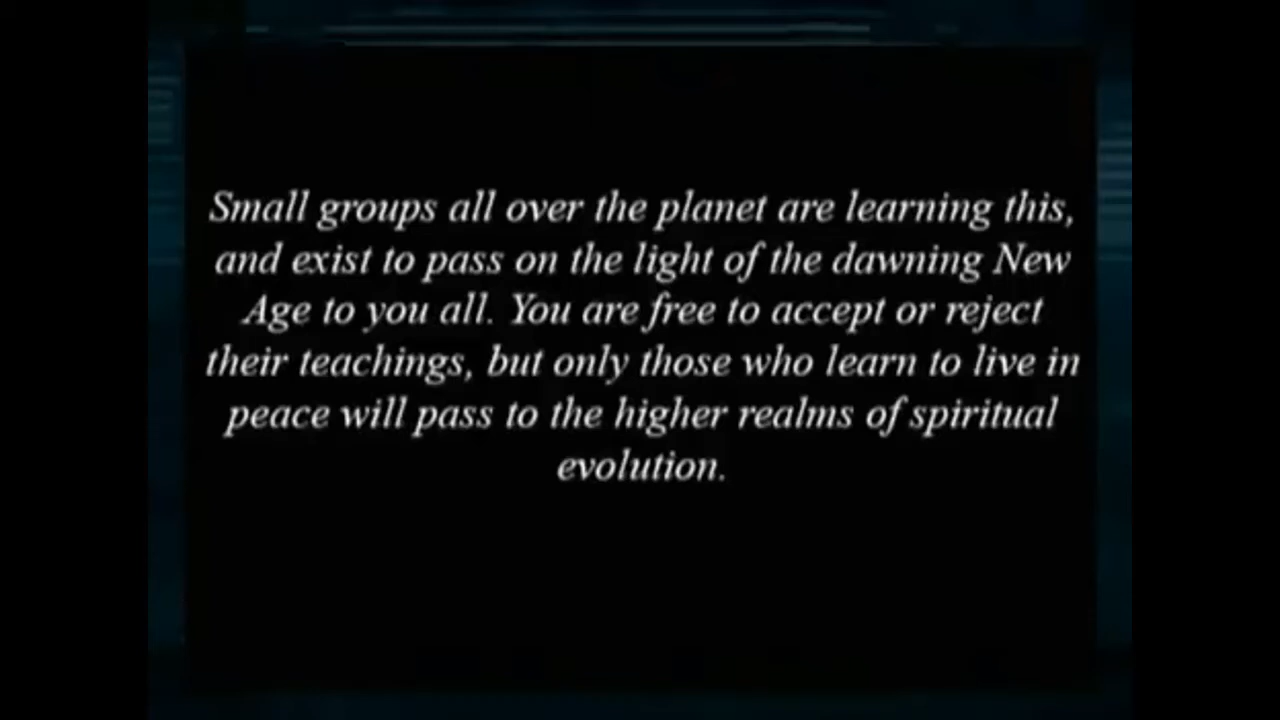 Small groups all over the planet are learning this,
and exist to pass on the light of the dawning New
Age to you all. You are free to accept or reject
their teachings, but only those who learn to live in
peace will pass to the higher realms of spiritual
evolution.